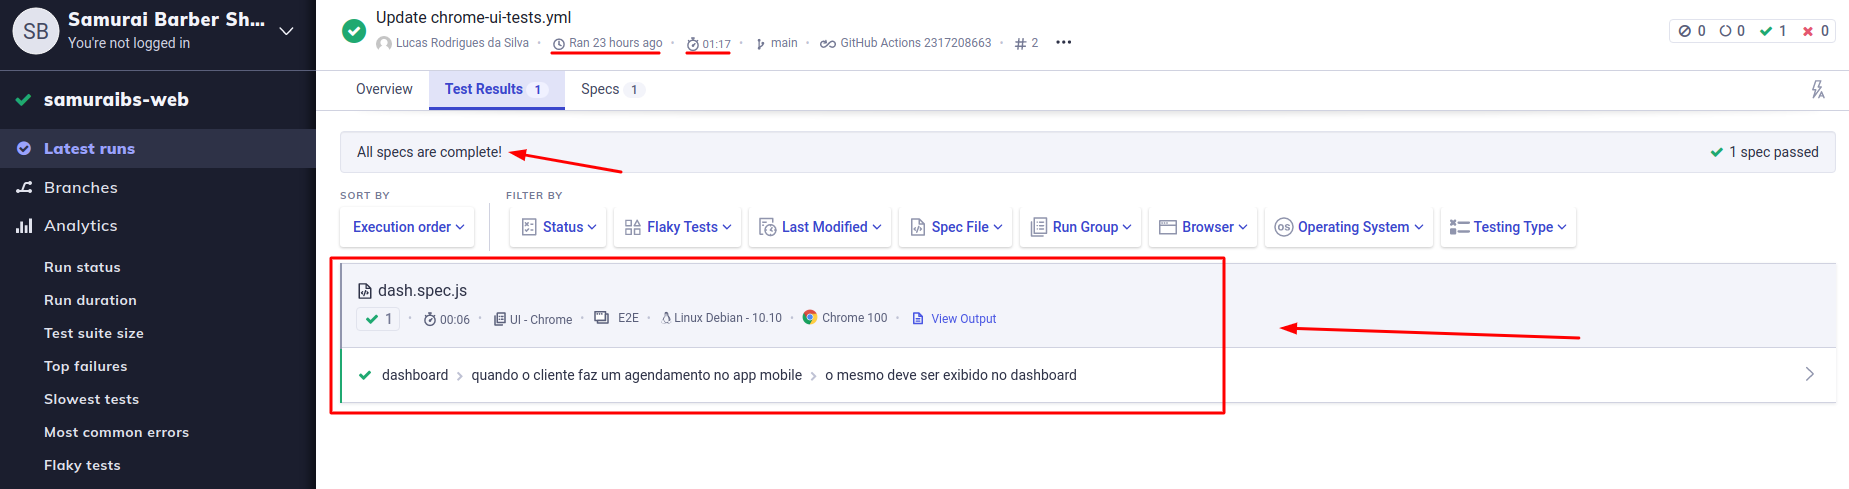 SB
Samurai Barber Sh...
You're not logged in
samuraibs-web
Latest runs
Branches
Analytics
Run status
Run duration
Test suite size
Top failures
Slowest tests
Most common errors
Flaky tests
Update chrome-ui-tests.yml
Lucas Rodrigues da Silva Ran 23 hours ago 01:17 main GitHub Actions 2317208663 # 2 •••
0 0 1 0
Overview Test Results 1 Specs 1
All specs are complete! 1 spec passed
SORT BY FILTER BY
Execution order Status Flaky Tests Last Modified Spec File Run Group Browser OS Operating System Testing Type
dash.spec.js
1 00:06 UI - Chrome E2E Linux Debian - 10.10 Chrome 100 View Output
dashboard > quando o cliente faz um agendamento no app mobile > o mesmo deve ser exibido no dashboard